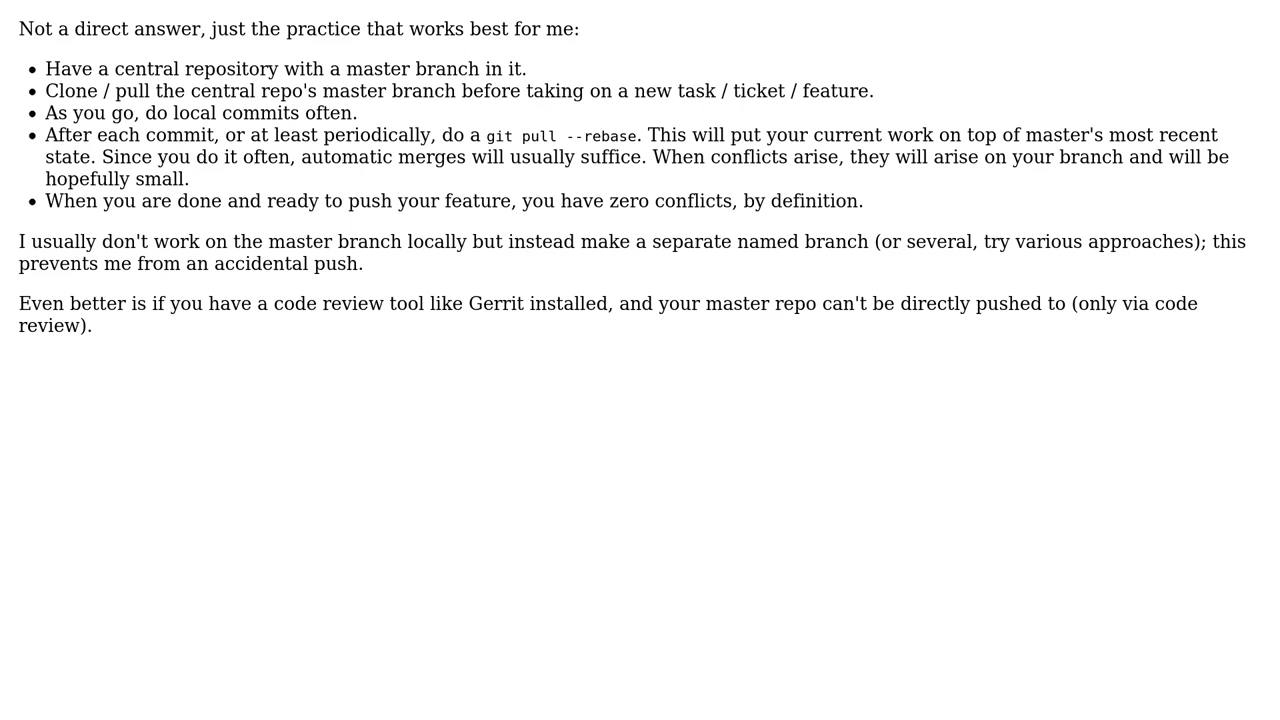 Not a direct answer, just the practice that works best for me:
• Have a central repository with a master branch in it.
• Clone / pull the central repo's master branch before taking on a new task / ticket / feature.
• As you go, do local commits often.
• After each commit, or at least periodically, do a git pull --rebase. This will put your current work on top of master's most recent
state. Since you do it often, automatic merges will usually suffice. When conflicts arise, they will arise on your branch and will be
hopefully small.
• When you are done and ready to push your feature, you have zero conflicts, by definition.
I usually don't work on the master branch locally but instead make a separate named branch (or several, try various approaches); this
prevents me from an accidental push.
Even better is if you have a code review tool like Gerrit installed, and your master repo can't be directly pushed to (only via code
review).